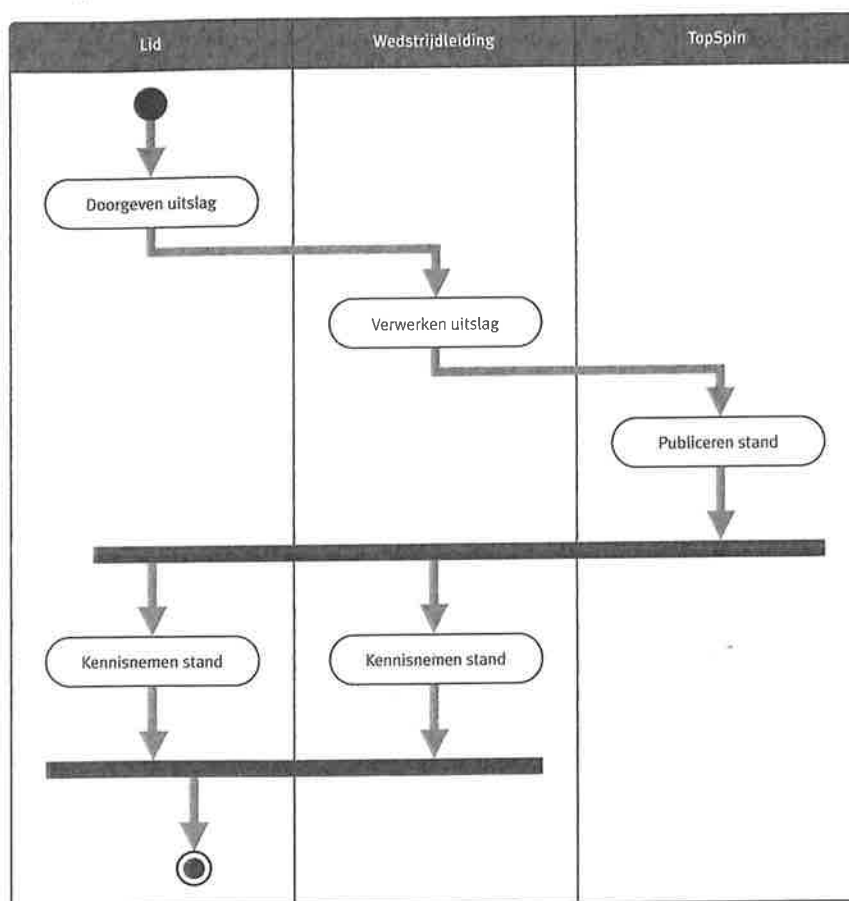 Lid
Wedstrijdleiding
TopSpin
Doorgeven uitslag
Verwerken uitslag
Publiceren stand
Kennisnemen stand
Kennisnemen stand